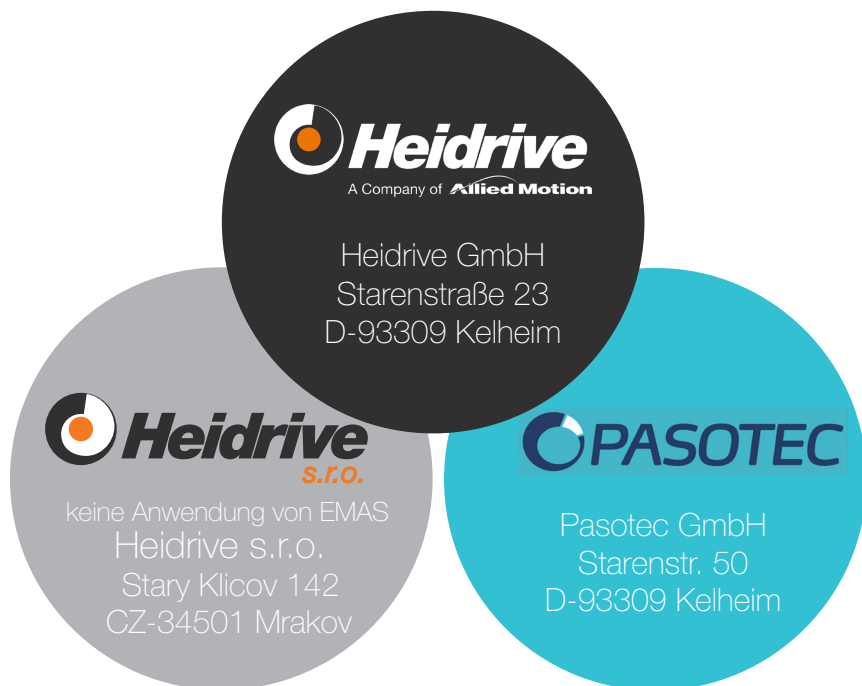 Heidrive
A Company of Allied Motion
Heidrive GmbH
Starenstraße 23
D-93309 Kelheim
Heidrive
s.r.o.
keine Anwendung von EMAS
Heidrive s.r.o.
Stary Klicov 142
CZ-34501 Mrakov
PASOTEC
Pasotec GmbH
Starenstr. 50
D-93309 Kelheim